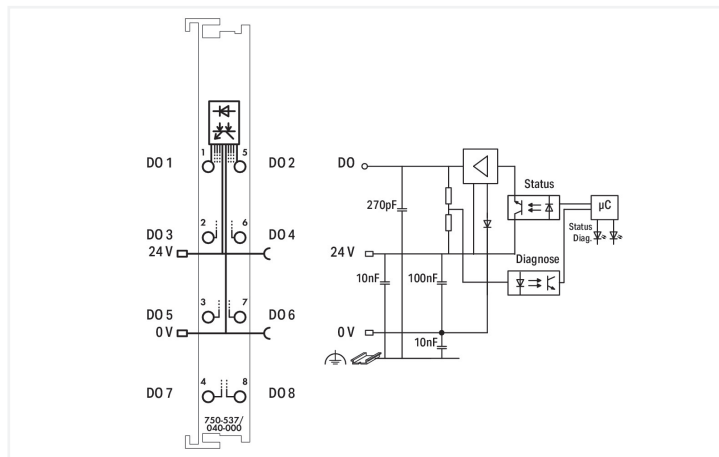 1
5
DO 1
DO 2
2
6
DO 3
DO 4
24 V
3
7
DO 5
DO 6
0 V
4
8
DO 7
DO 8
750-537/
040-000
DO
270pF
Status
µC
Status
Diag.
24 V
Diagnose
10nF
100nF
0 V
10nF